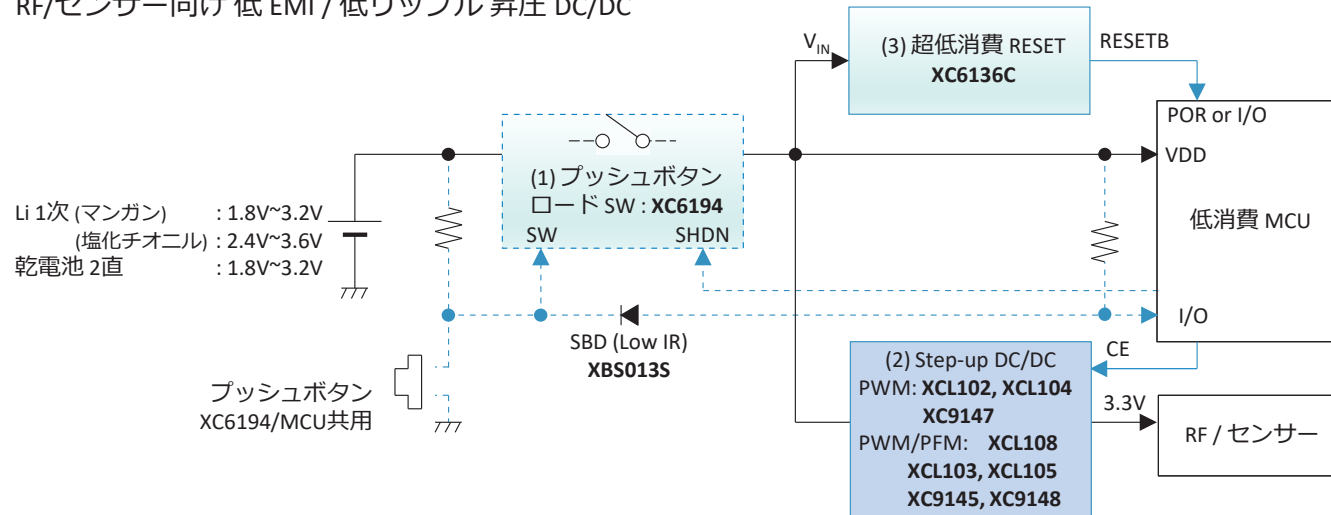 RF/センサー向け 低 EMI / 低リップル 昇圧 DC/DC
VIN
(3) 超低消費 RESET
XC6136C
RESETB
POR or I/O
VDD
低消費 MCU
I/O
(1) プッシュボタン
ロード SW : XC6194
SW
SHDN
Li 1次 (マンガン) : 1.8V~3.2V
(塩化チオニル) : 2.4V~3.6V
乾電池 2直 : 1.8V~3.2V
SBD (Low IR)
XBS013S
プッシュボタン
XC6194/MCU共用
CE
(2) Step-up DC/DC
PWM: XCL102, XCL104
XC9147
PWM/PFM: XCL108
XCL103, XCL105
XC9145, XC9148
3.3V
RF / センサー